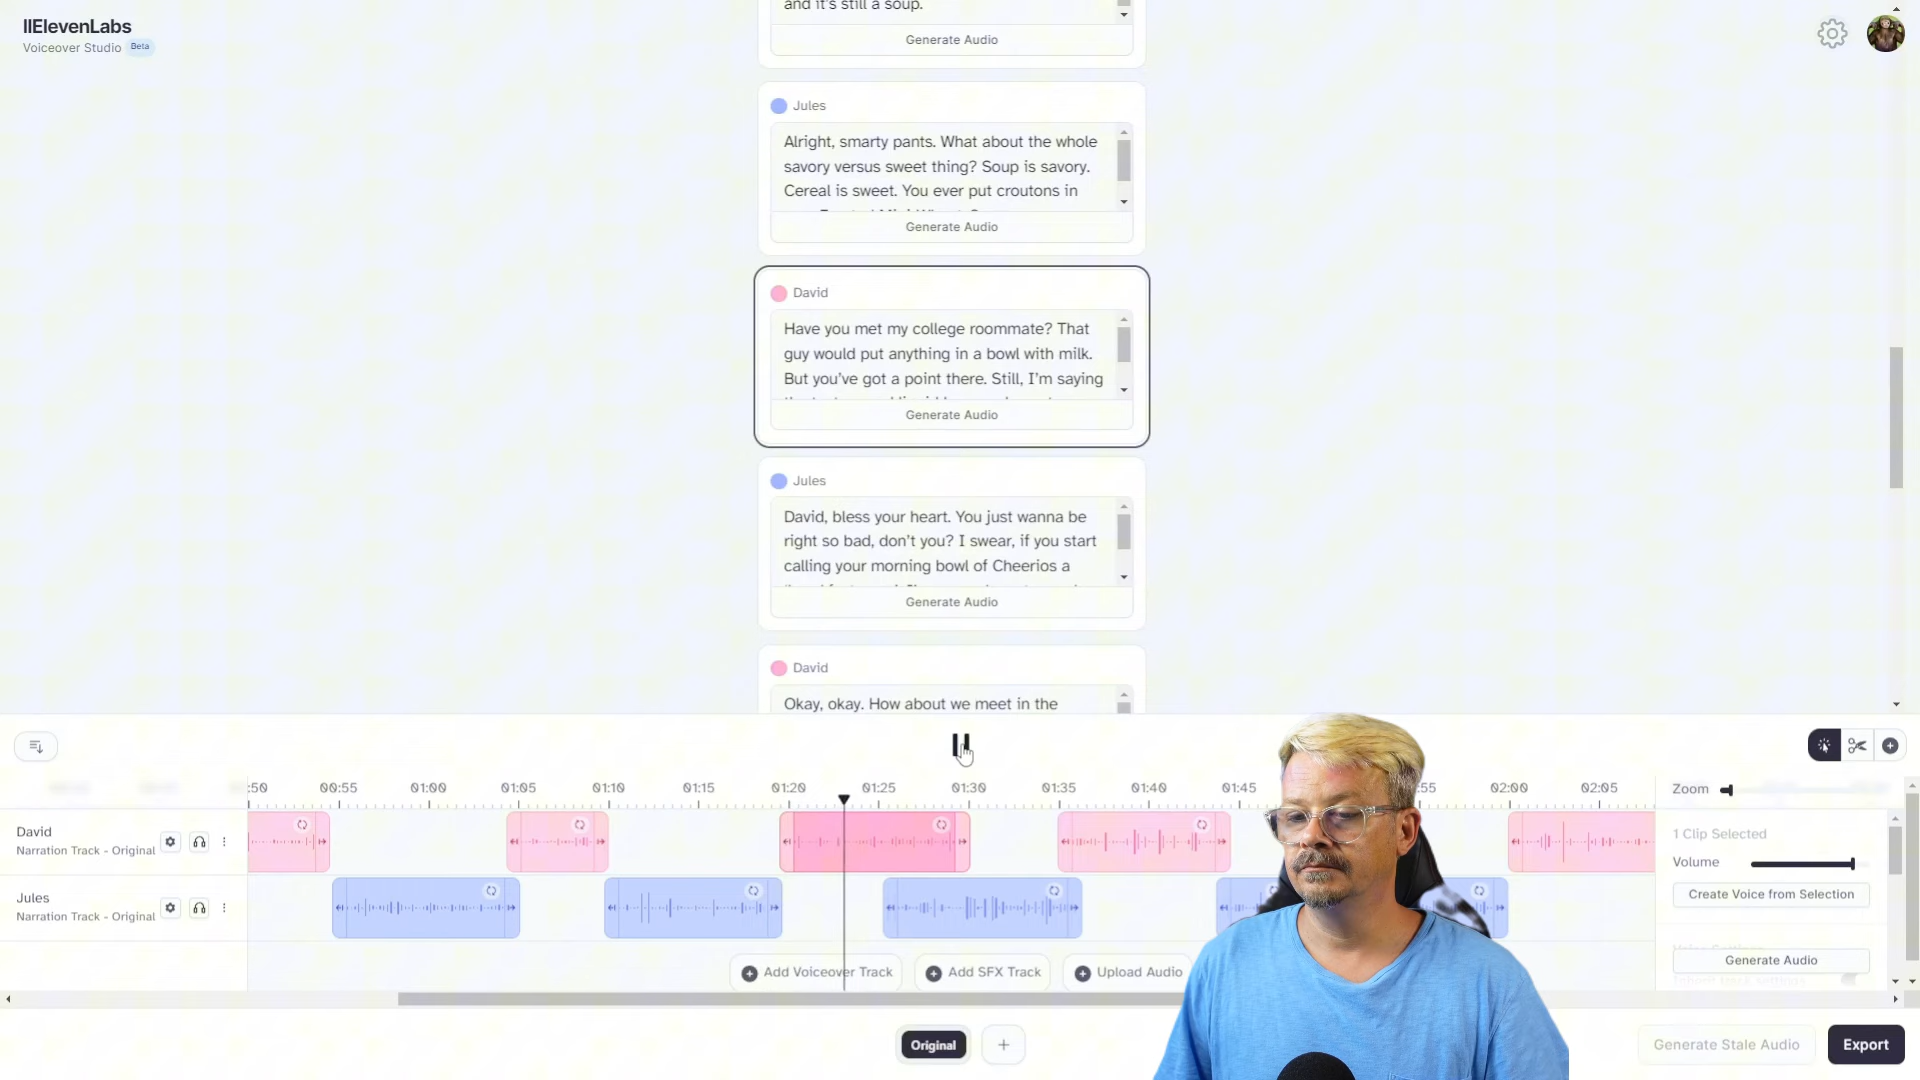 IIElevenLabs
Voiceover Studio Beta
and it's still a soup.
Generate Audio
Jules
Alright, smarty pants. What about the whole
savory versus sweet thing? Soup is savory.
Cereal is sweet. You ever put croutons in
Generate Audio
David
Have you met my college roommate? That
guy would put anything in a bowl with milk.
But you've got a point there. Still, I'm saying
Generate Audio
Jules
David, bless your heart. You just wanna be
right so bad, don't you? I swear, if you start
calling your morning bowl of Cheerios a
Generate Audio
David
Okay, okay. How about we meet in the
:50 00:55 01:00 01:05 01:10 01:15 01:20 01:25 01:30 01:35 01:40 01:45 :55 02:00 02:05
Zoom
David
Narration Track - Original
1 Clip Selected
Volume
Create Voice from Selection
Jules
Narration Track - Original
Generate Audio
Add Voiceover Track
Add SFX Track
Upload Audio
Original
+
Generate Stale Audio
Export